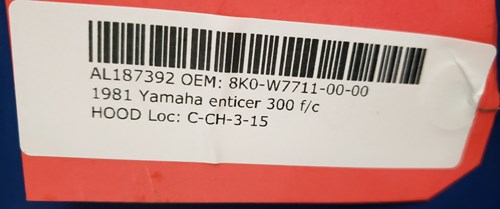 AL187392 OEM: 8K0-W7711-00-00
1981 Yamaha enticer 300 f/c
HOOD Loc: C-CH-3-15